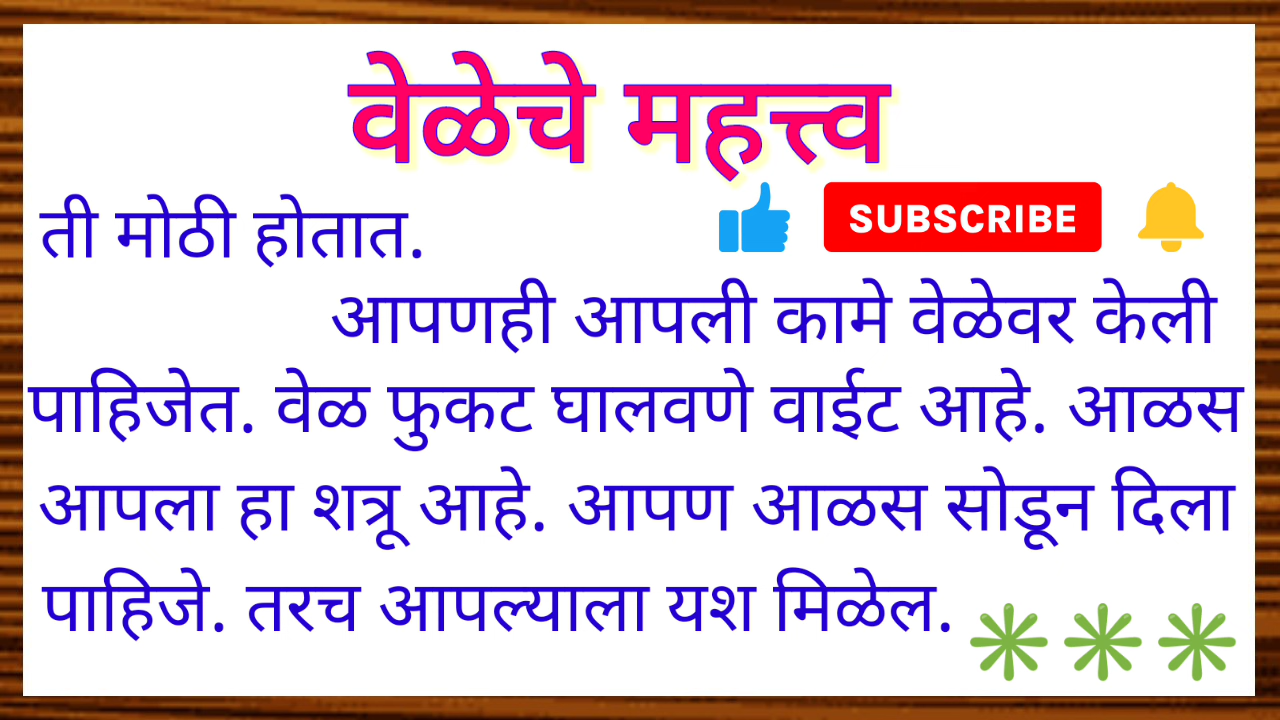 वेळेचे महत्त्व
ती मोठी होतात.
SUBSCRIBE
आपणही आपली कामे वेळेवर केली
पाहिजेत. वेळ फुकट घालवणे वाईट आहे. आळस
आपला हा शत्रू आहे. आपण आळस सोडून दिला
पाहिजे. तरच आपल्याला यश मिळेल.